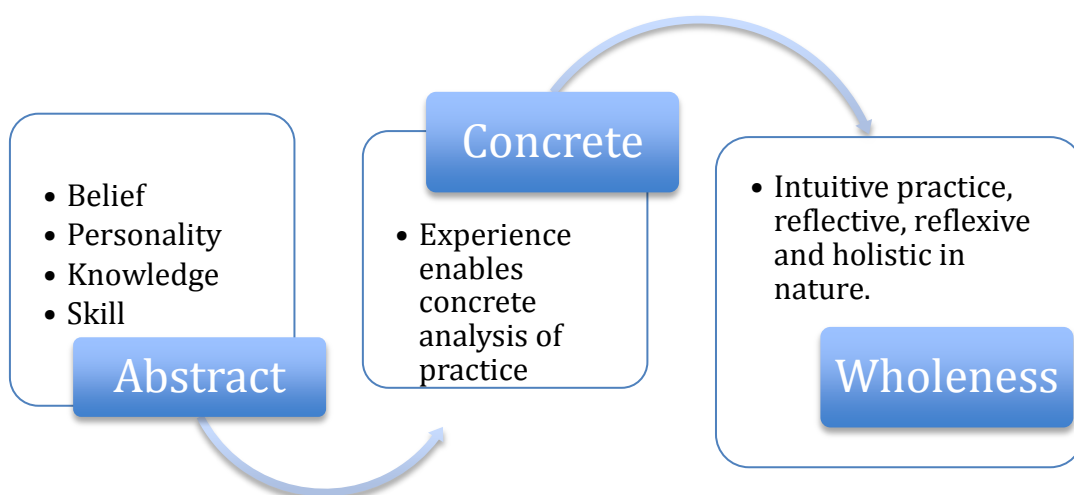 • Belief
• Personality
• Knowledge
• Skill
Abstract
Concrete
• Experience
enables
concrete
analysis of
practice
• Intuitive practice,
reflective, reflexive
and holistic in
nature.
Wholeness